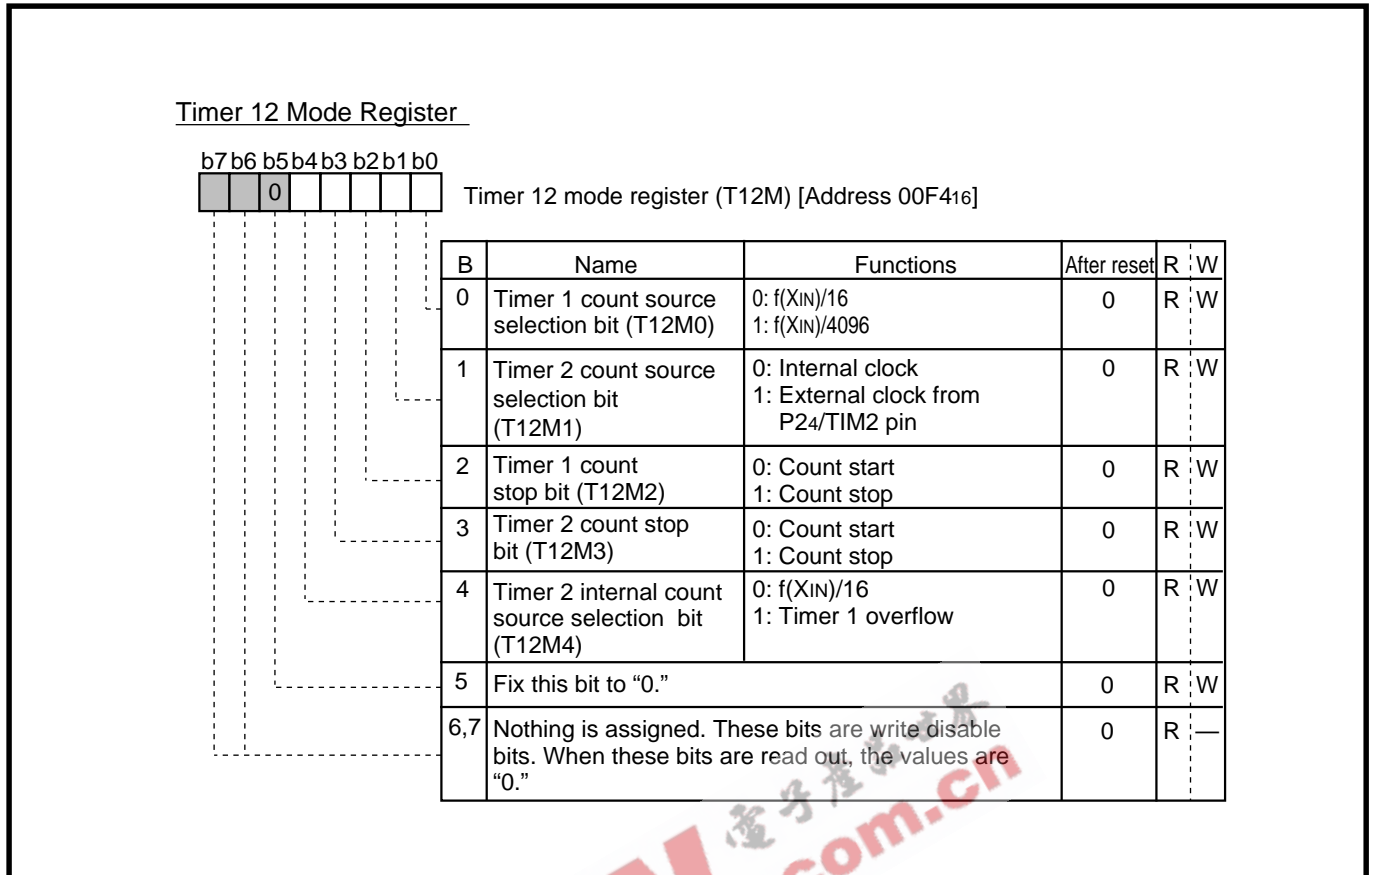 Timer 12 Mode Register
b7 b6 b5 b4 b3 b2 b1 b0
0
Timer 12 mode register (T12M) [Address 00F416]
B Name Functions After reset R W
0 Timer 1 count source 0: f(XIN)/16 0 R W
selection bit (T12M0) 1: f(XIN)/4096
1 Timer 2 count source 0: Internal clock 0 R W
selection bit 1: External clock from
(T12M1) P24/TIM2 pin
2 Timer 1 count 0: Count start 0 R W
stop bit (T12M2) 1: Count stop
3 Timer 2 count stop 0: Count start 0 R W
bit (T12M3) 1: Count stop
4 Timer 2 internal count 0: f(XIN)/16 0 R W
source selection bit 1: Timer 1 overflow
(T12M4)
5 Fix this bit to “0.” 0 R W
6,7 Nothing is assigned. These bits are write disable 0 R —
bits. When these bits are read out, the values are
“0.”
電子產品世界
.com.cn